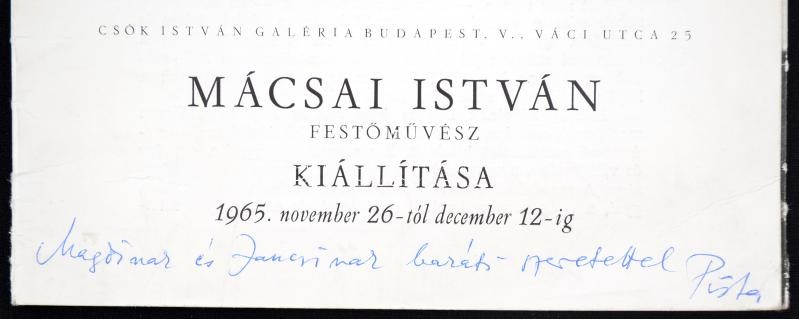 CSÓK ISTVÁN GALÉRIA BUDAPEST, V., VÁCI UTCA 25
MÁCSAI ISTVÁN
FESTŐMŰVÉSZ
KIÁLLÍTÁSA
1965. november 26-tól december 12-ig
Magdinak és Jancsinak baráti szeretettel Pista